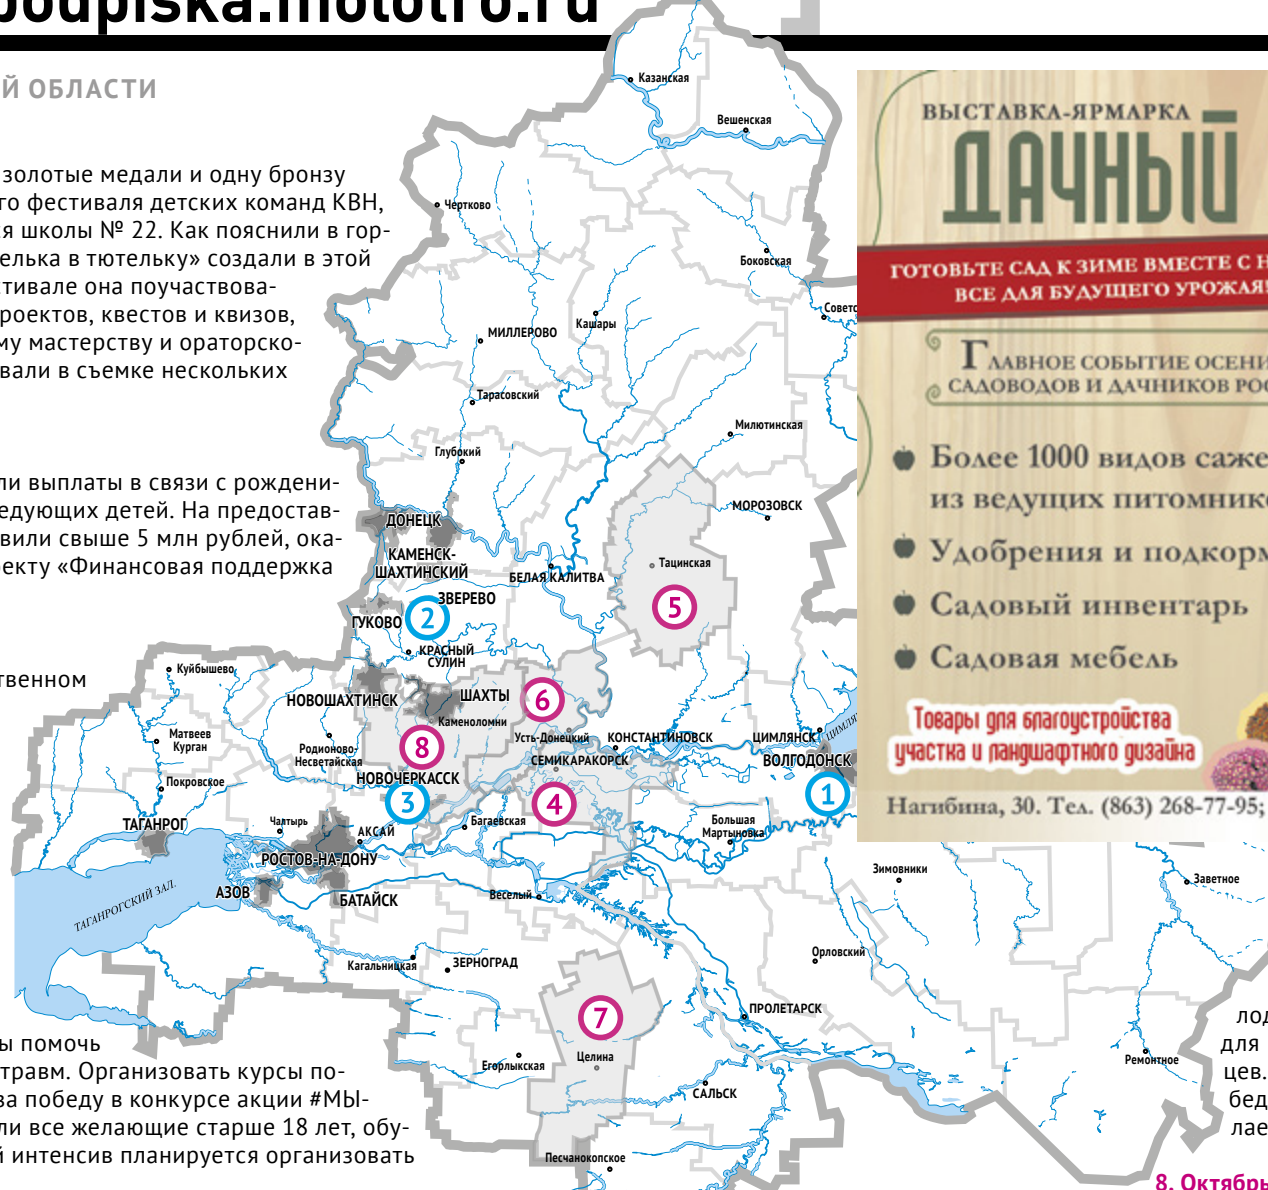 podpiska.molotro.ru
Й ОБЛАСТИ
золотые медали и одну бронзу
го фестиваля детских команд КВН,
ся школы № 22. Как пояснили в гор-
елька в тютельку» создали в этой
стивале она поучаствова-
роектов, квестов и квизов,
му мастерству и ораторско-
вали в съемке нескольких
ли выплаты в связи с рождени-
едующих детей. На предостав-
вили свыше 5 млн рублей, ока-
екту «Финансовая поддержка
твенном
ы помочь
травм. Организовать курсы по-
за победу в конкурсе акции #МЫ-
ли все желающие старше 18 лет, обу-
й интенсив планируется организовать
Казанская
Вешенская
Чертково
Боковская
Советс
Кашары
МИЛЛЕРОВО
Тарасовский
Милютинская
Глубокий
МОРОЗОВСК
ДОНЕЦК
КАМЕНСК-
ШАХТИНСКИЙ
БЕЛАЯ КАЛИТВА
Тацинская
5
ЗВЕРЕВО
ГУКОВО
2
КРАСНЫЙ
СУЛИН
Куйбышево
НОВОШАХТИНСК
ШАХТЫ
6
Каменоломни
Матвеев
Курган
Родионово-
Несветайская
8
Усть-Донецкий
КОНСТАНТИНОВСК
ЦИМЛЯНСК
ЦИМЛЯ
СЕМИКАРАКОРСК
ВОЛГОДОНСК
Покровское
НОВОЧЕРКАССК
3
4
1
ТАГАНРОГ
Чалтырь
АКСАЙ
Багаевская
Большая
Мартыновка
РОСТОВ-НА-ДОНУ
АЗОВ
БАТАЙСК
Веселый
Зимовники
Заветное
ТАГАНРОГСКИЙ ЗАЛ.
Кагальницкая
ЗЕРНОГРАД
Орловский
7
ПРОЛЕТАРСК
Целина
Егорлыкская
Ремонтное
САЛЬСК
Песчанокопское
ВЫСТАВКА-ЯРМАРКА
ДАЧНЫЙ
ГОТОВЬТЕ САД К ЗИМЕ ВМЕСТЕ С Н
ВСЕ ДЛЯ БУДУЩЕГО УРОЖАЯ!
ГЛАВНОЕ СОБЫТИЕ ОСЕНИ
САДОВОДОВ И ДАЧНИКОВ РОС
Более 1000 видов саже
из ведущих питомнико
Удобрения и подкорм
Садовый инвентарь
Садовая мебель
Товары для благоустройства
участка и ландшафтного дизайна
Нагибина, 30. Тел. (863) 268-77-95;
лод
для
цев.
бед
лае
8. Октябрь